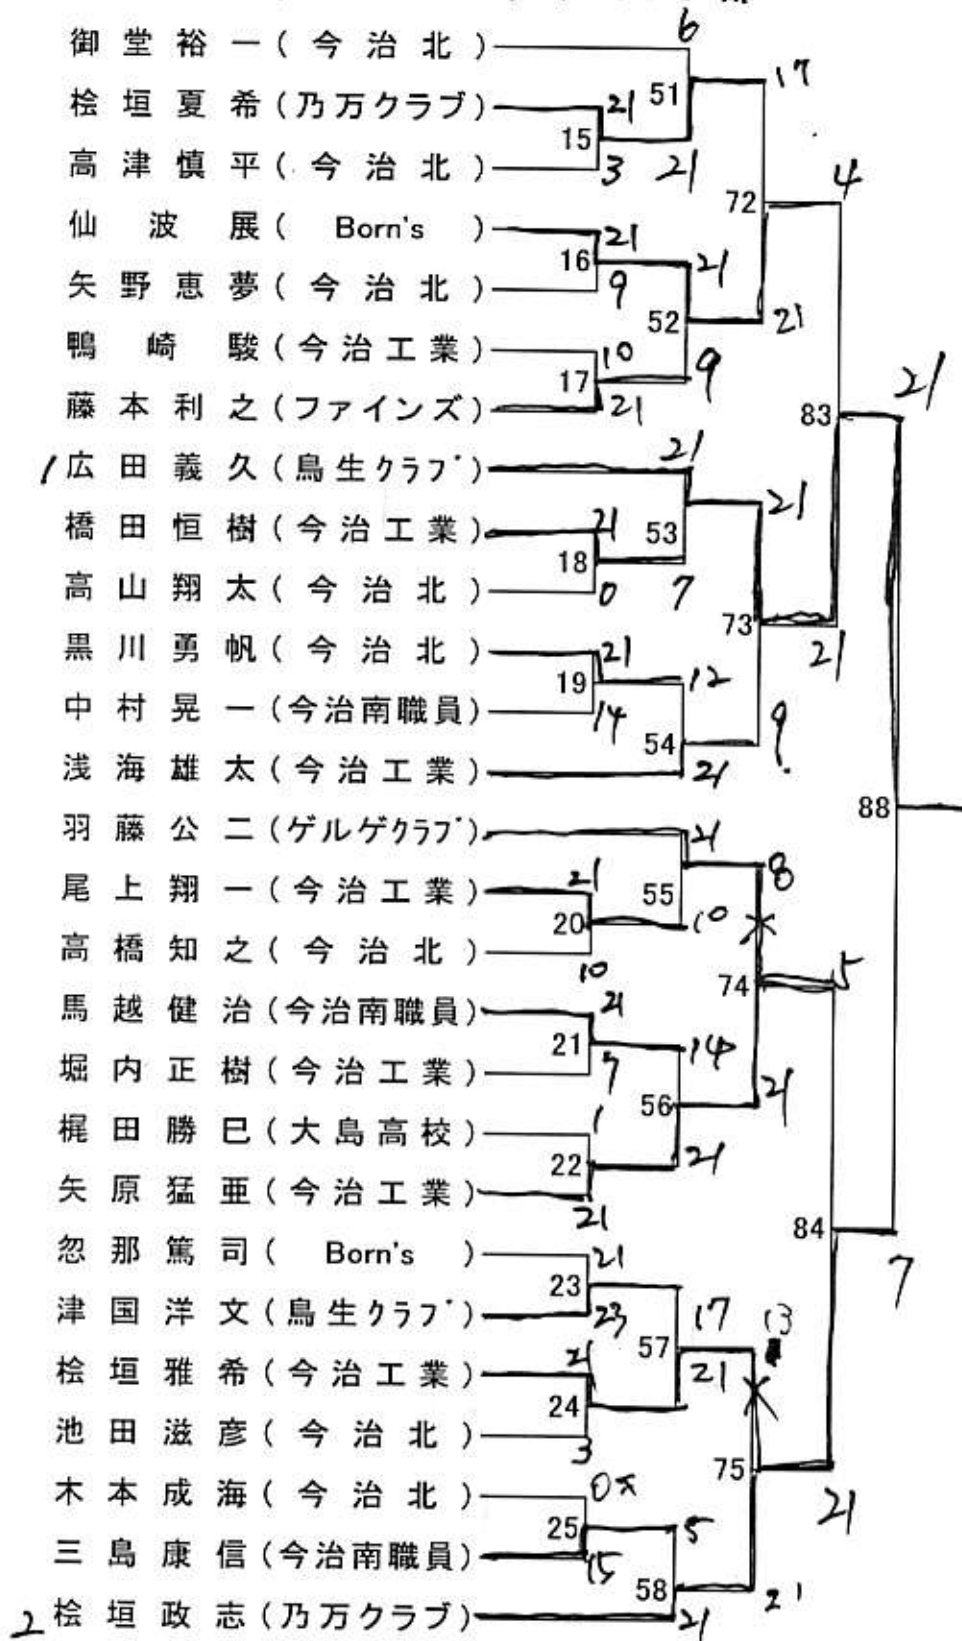 6
御堂裕一(今治北)
17
51
桧垣夏希(乃万クラブ)
21
15
高津慎平(今治北)
3 21
4
72
仙波展( Born's )
21
16
21
矢野恵夢(今治北)
9
52
21
鴨崎駿(今治工業)
10
17
9
21
藤本利之(ファインズ)
21
83
21
1広田義久(鳥生クラブ)
21
橋田恒樹(今治工業)
21
53
18
高山翔太(今治北)
0 7
73
黒川勇帆(今治北)
21
21
19
12
中村晃一(今治南職員)
14
9
54
浅海雄太(今治工業)
21
88
羽藤公二(ゲルゲクラブ)
21
8
尾上翔一(今治工業)
21
55
20
10
高橋知之(今治北)
10
5
74
馬越健治(今治南職員)
21
21
14
堀内正樹(今治工業)
7
21
56
梶田勝巳(大島高校)
1
22
21
矢原猛亜(今治工業)
21
84
忽那篤司( Born's )
21
7
23
津国洋文(鳥生クラブ)
23
17
13
57
桧垣雅希(今治工業)
21
21
24
池田滋彦(今治北)
3
75
木本成海(今治北)
0
21
25
5
三島康信(今治南職員)
15
58
21
2桧垣政志(乃万クラブ)
21